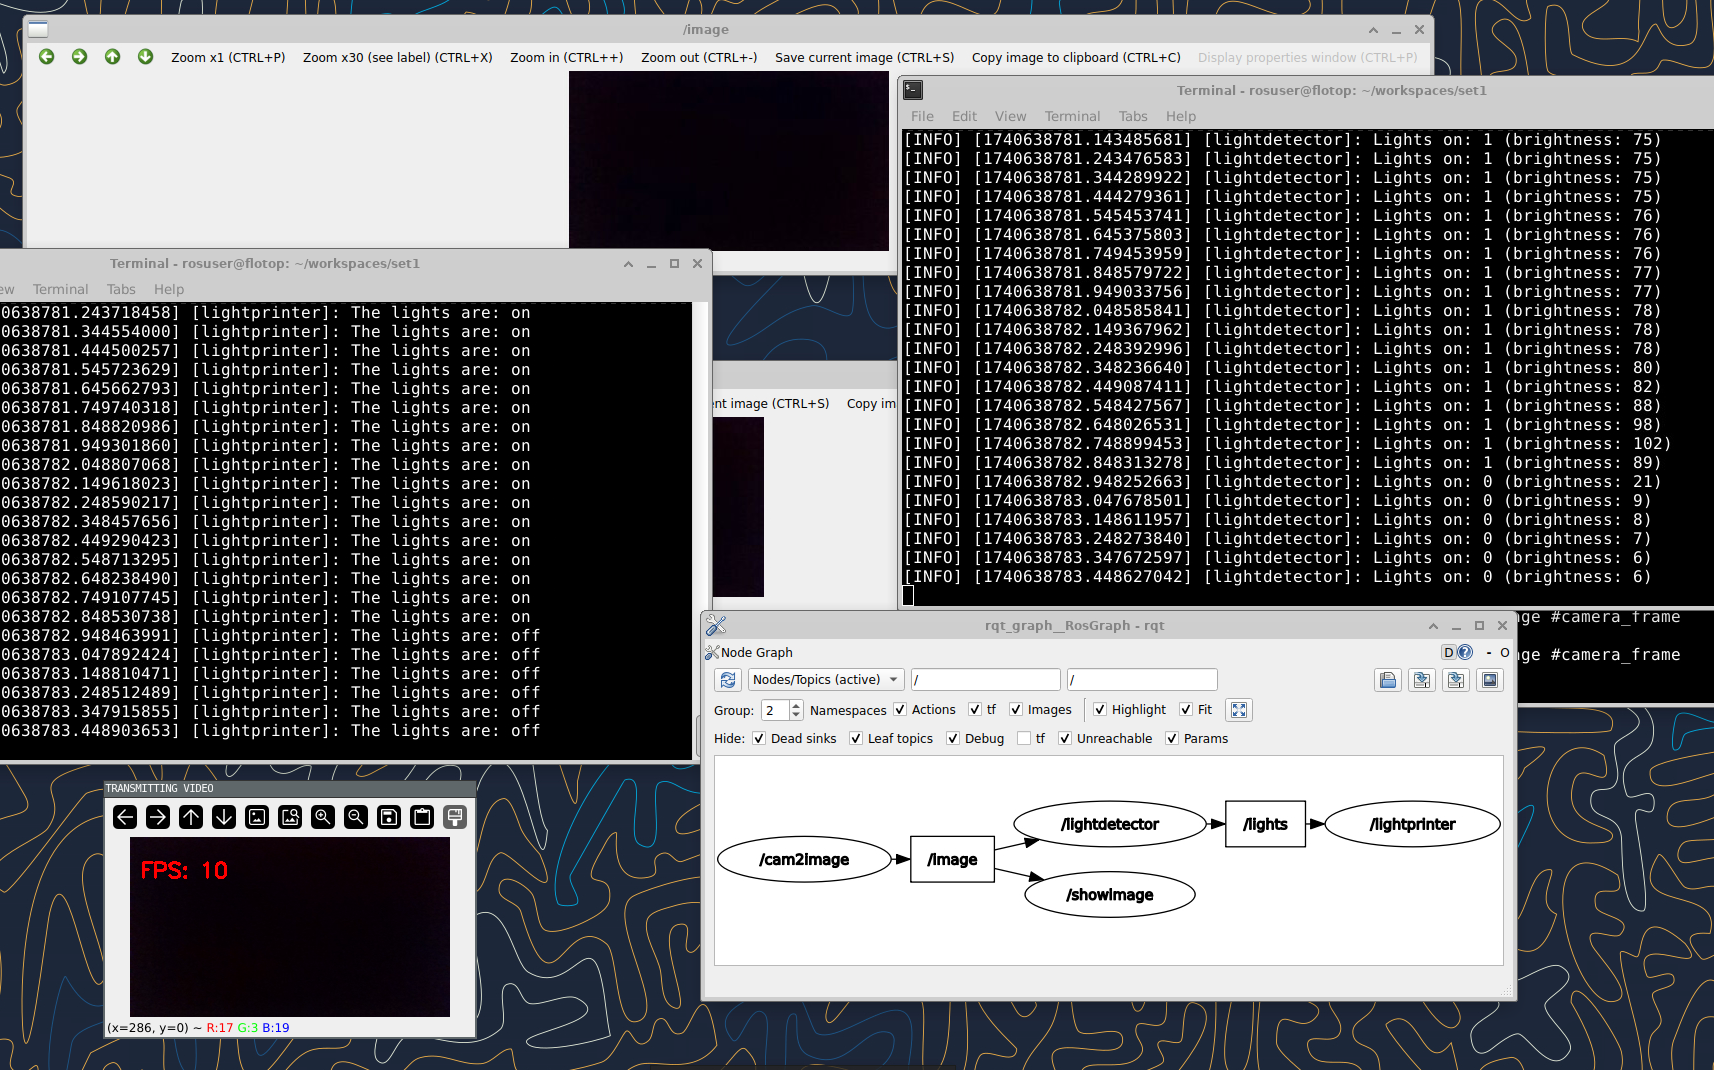 /image
Zoom x1 (CTRL+P) Zoom x30 (see label) (CTRL+X) Zoom in (CTRL++) Zoom out (CTRL+-) Save current image (CTRL+S) Copy image to clipboard (CTRL+C) Display properties window (CTRL+P)
Terminal - rosuser@flotop: ~/workspaces/set1
File Edit View Terminal Tabs Help
[INFO] [1740638781.143485681] [lightdetector]: Lights on: 1 (brightness: 75)
[INFO] [1740638781.243476583] [lightdetector]: Lights on: 1 (brightness: 75)
[INFO] [1740638781.344289922] [lightdetector]: Lights on: 1 (brightness: 75)
[INFO] [1740638781.444279361] [lightdetector]: Lights on: 1 (brightness: 75)
[INFO] [1740638781.545453741] [lightdetector]: Lights on: 1 (brightness: 76)
[INFO] [1740638781.645375803] [lightdetector]: Lights on: 1 (brightness: 76)
[INFO] [1740638781.749453959] [lightdetector]: Lights on: 1 (brightness: 76)
[INFO] [1740638781.848579722] [lightdetector]: Lights on: 1 (brightness: 77)
[INFO] [1740638781.949033756] [lightdetector]: Lights on: 1 (brightness: 77)
[INFO] [1740638782.048585841] [lightdetector]: Lights on: 1 (brightness: 78)
[INFO] [1740638782.149367962] [lightdetector]: Lights on: 1 (brightness: 78)
[INFO] [1740638782.248392996] [lightdetector]: Lights on: 1 (brightness: 78)
[INFO] [1740638782.348236640] [lightdetector]: Lights on: 1 (brightness: 80)
[INFO] [1740638782.449087411] [lightdetector]: Lights on: 1 (brightness: 82)
[INFO] [1740638782.548427567] [lightdetector]: Lights on: 1 (brightness: 88)
[INFO] [1740638782.648026531] [lightdetector]: Lights on: 1 (brightness: 98)
[INFO] [1740638782.748899453] [lightdetector]: Lights on: 1 (brightness: 102)
[INFO] [1740638782.848313278] [lightdetector]: Lights on: 1 (brightness: 89)
[INFO] [1740638782.948252663] [lightdetector]: Lights on: 0 (brightness: 21)
[INFO] [1740638783.047678501] [lightdetector]: Lights on: 0 (brightness: 9)
[INFO] [1740638783.148611957] [lightdetector]: Lights on: 0 (brightness: 8)
[INFO] [1740638783.248273840] [lightdetector]: Lights on: 0 (brightness: 7)
[INFO] [1740638783.347672597] [lightdetector]: Lights on: 0 (brightness: 6)
[INFO] [1740638783.448627042] [lightdetector]: Lights on: 0 (brightness: 6)
Terminal - rosuser@flotop: ~/workspaces/set1
ew Terminal Tabs Help
0638781.243718458] [lightprinter]: The lights are: on
0638781.344554000] [lightprinter]: The lights are: on
0638781.444500257] [lightprinter]: The lights are: on
0638781.545723629] [lightprinter]: The lights are: on
0638781.645662793] [lightprinter]: The lights are: on
0638781.749740318] [lightprinter]: The lights are: on
0638781.848820986] [lightprinter]: The lights are: on
0638781.949301860] [lightprinter]: The lights are: on
0638782.048807068] [lightprinter]: The lights are: on
0638782.149618023] [lightprinter]: The lights are: on
0638782.248590217] [lightprinter]: The lights are: on
0638782.348457656] [lightprinter]: The lights are: on
0638782.449290423] [lightprinter]: The lights are: on
0638782.548713295] [lightprinter]: The lights are: on
0638782.648238490] [lightprinter]: The lights are: on
0638782.749107745] [lightprinter]: The lights are: on
0638782.848530738] [lightprinter]: The lights are: on
0638782.948463991] [lightprinter]: The lights are: off
0638783.047892424] [lightprinter]: The lights are: off
0638783.148810471] [lightprinter]: The lights are: off
0638783.248512489] [lightprinter]: The lights are: off
0638783.347915855] [lightprinter]: The lights are: off
0638783.448903653] [lightprinter]: The lights are: off
nt image (CTRL+S) Copy im
age #camera_frame
age #camera_frame
rqt_graph__RosGraph - rqt
Node Graph
D - O
Nodes/Topics (active) / /
Group: 2 Namespaces Actions tf Images Highlight Fit
Hide: Dead sinks Leaf topics Debug tf Unreachable Params
/lightdetector /lights /lightprinter
/cam2image /image
/showimage
TRANSMITTING VIDEO
FPS: 10
(x=286, y=0) ~ R:17 G:3 B:19